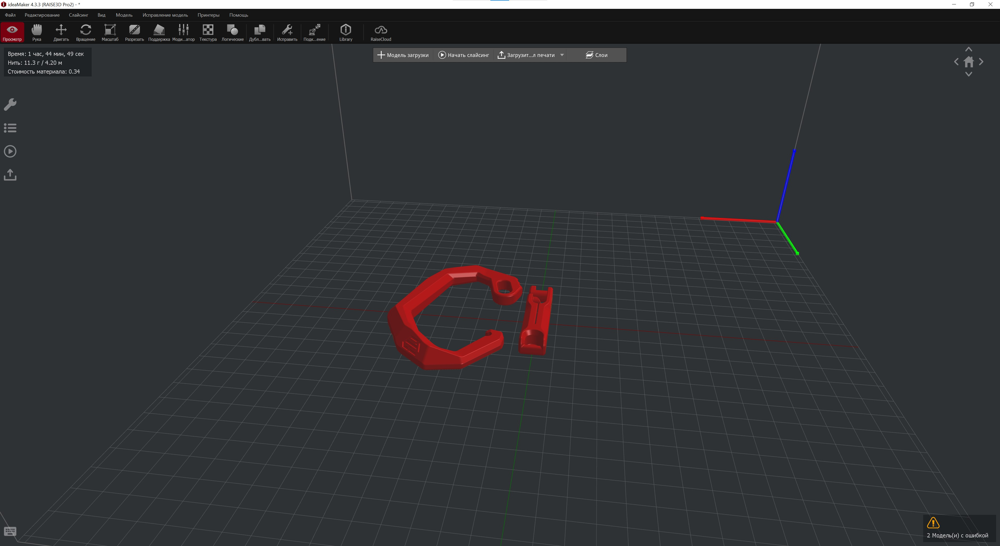 ideaMaker 4.3.3 (RAISE3D Pro2) - *
Файл Редактирование Слайсинг Вид Модель Исправление модель Принтеры Помощь
Просмотр Рука Двигать Вращение Масштаб Разрезать Поддержка Моди...атор Текстура Логические Дубл...вать Исправить Подк...ение Library RaiseCloud
Время: 1 час, 44 мин, 49 сек
Нить: 11.3 г / 4.20 м
Стоимость материала: 0.34
Модель загрузки Начать слайсинг Загрузит...л печати Слои
2 Модель(и) с ошибкой